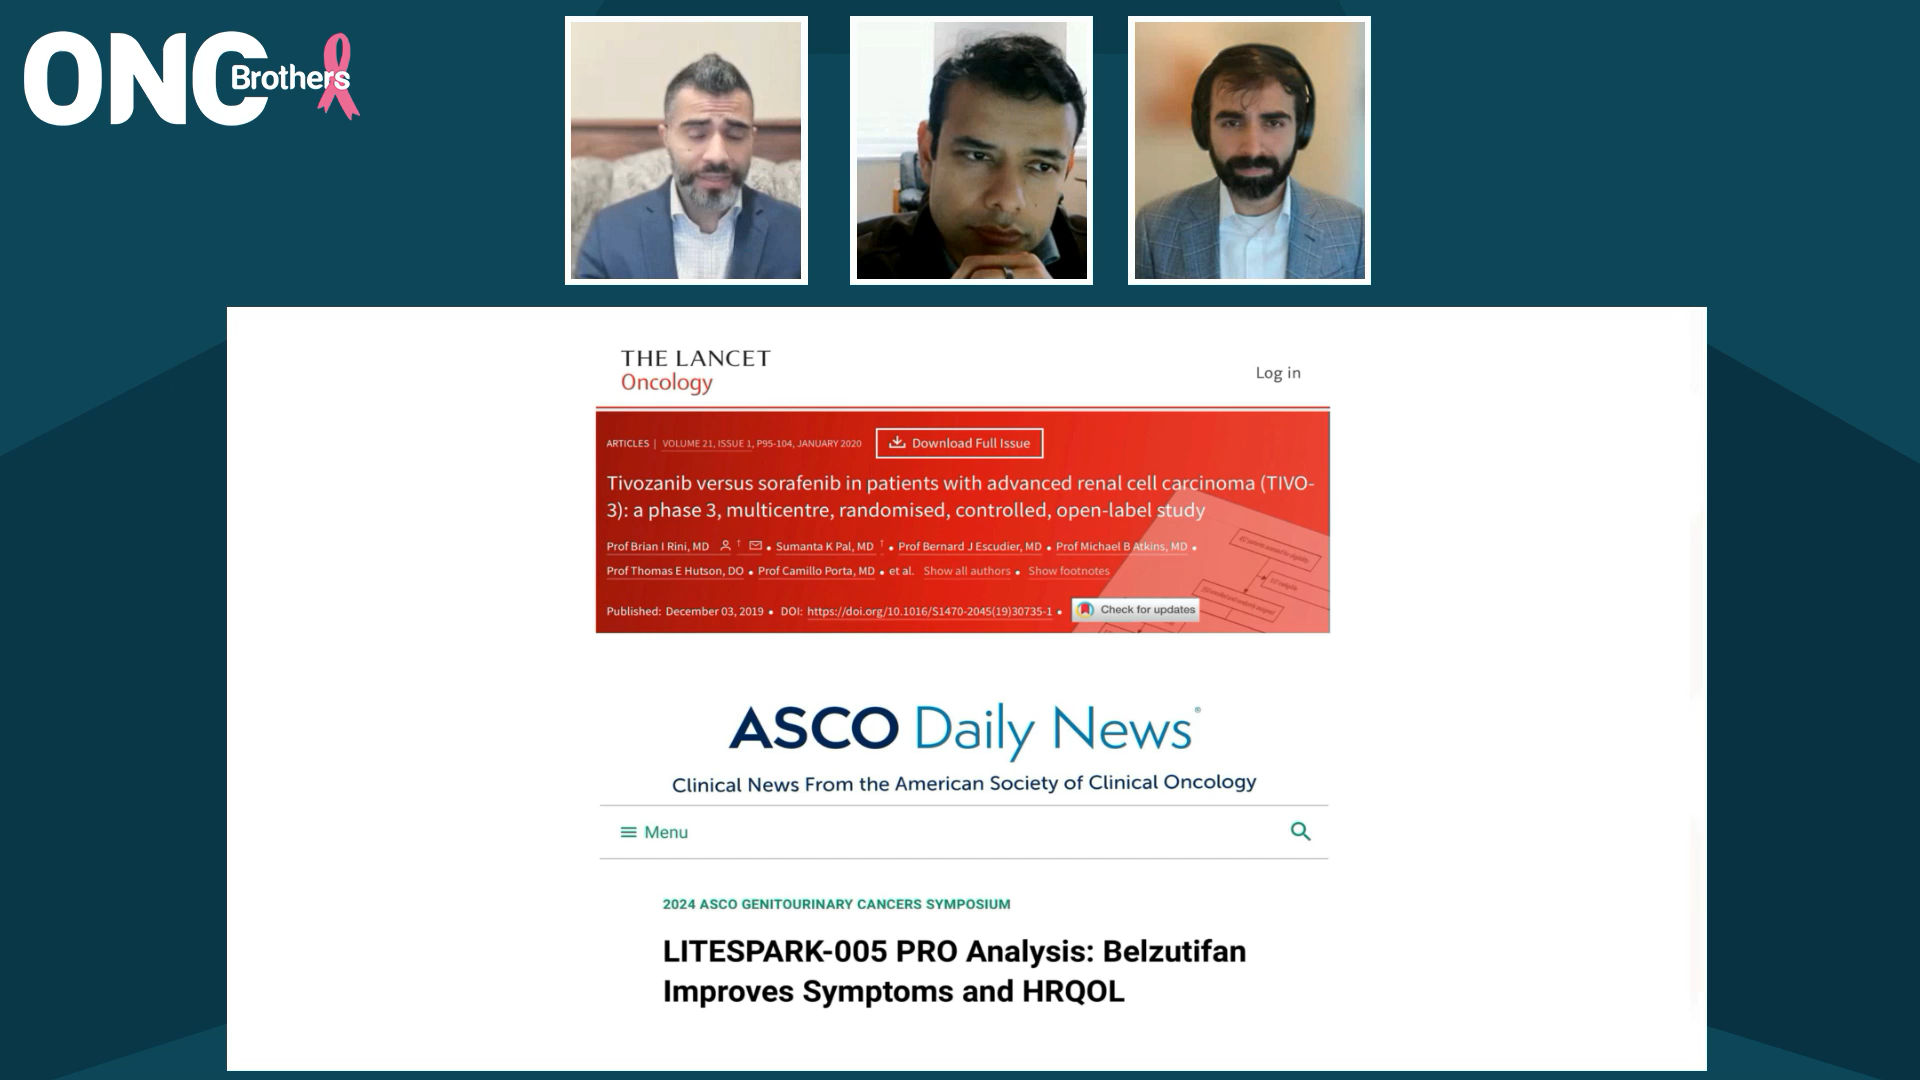 ONC
Brothers
THE LANCET
Oncology
Log in
ARTICLES | VOLUME 21, ISSUE 1, P95-104, JANUARY 2020
Download Full Issue
Tivozanib versus sorafenib in patients with advanced renal cell carcinoma (TIVO-
3): a phase 3, multicentre, randomised, controlled, open-label study
Prof Brian I Rini, MD † • Sumanta K Pal, MD † • Prof Bernard J Escudier, MD • Prof Michael B Atkins, MD •
Prof Thomas E Hutson, DO • Prof Camillo Porta, MD • et al. Show all authors • Show footnotes
Published: December 03, 2019 • DOI: https://doi.org/10.1016/S1470-2045(19)30735-1 •
Check for updates
ASCO Daily News®
Clinical News From the American Society of Clinical Oncology
Menu
2024 ASCO GENITOURINARY CANCERS SYMPOSIUM
LITESPARK-005 PRO Analysis: Belzutifan
Improves Symptoms and HRQOL